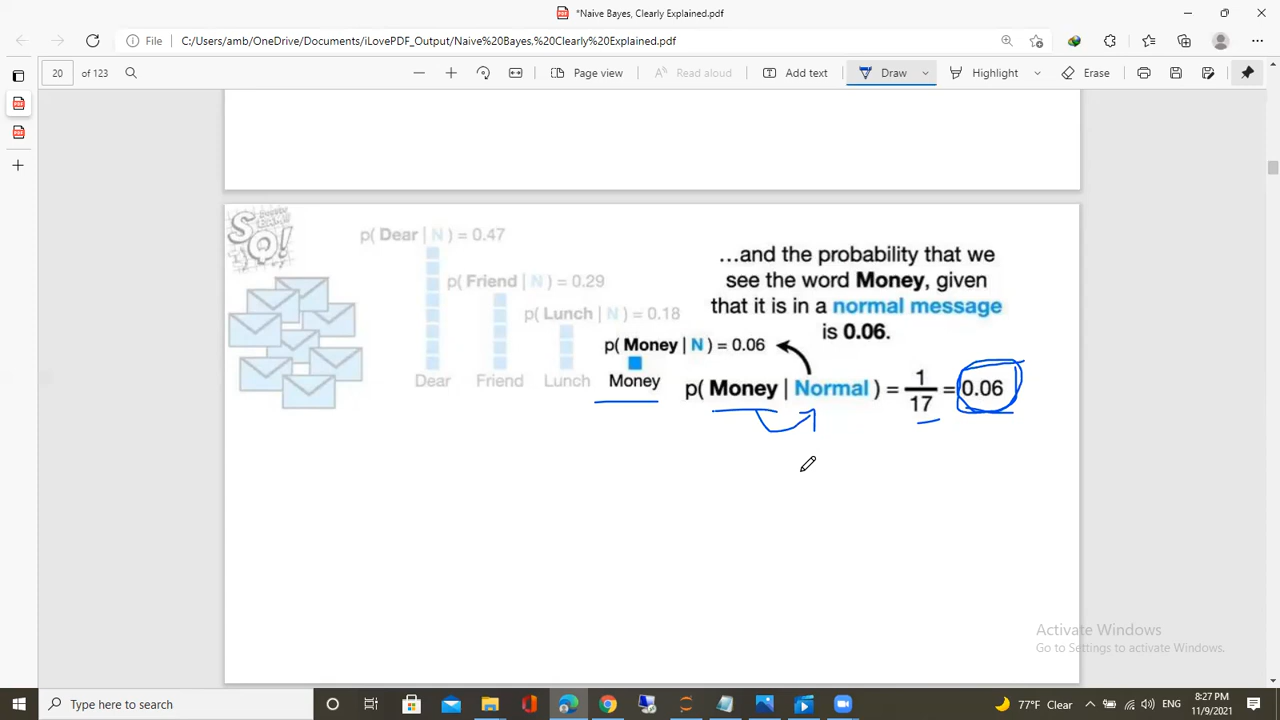 *Naive Bayes, Clearly Explained.pdf
File
C:/Users/amb/OneDrive/Documents/iLovePDF_Output/Naive%20Bayes,%20Clearly%20Explained.pdf
20 of 123
Page view
Read aloud
Add text
Draw
Highlight
Erase
SQ!
p( Dear | N ) = 0.47
p( Friend | N ) = 0.29
p( Lunch | N ) = 0.18
p( Money | N ) = 0.06
Dear Friend Lunch Money
...and the probability that we
see the word Money, given
that it is in a normal message
is 0.06.
p( Money | Normal ) = 1/17 = 0.06
Activate Windows
Go to Settings to activate Windows.
Type here to search
77°F Clear
8:27 PM
11/9/2021